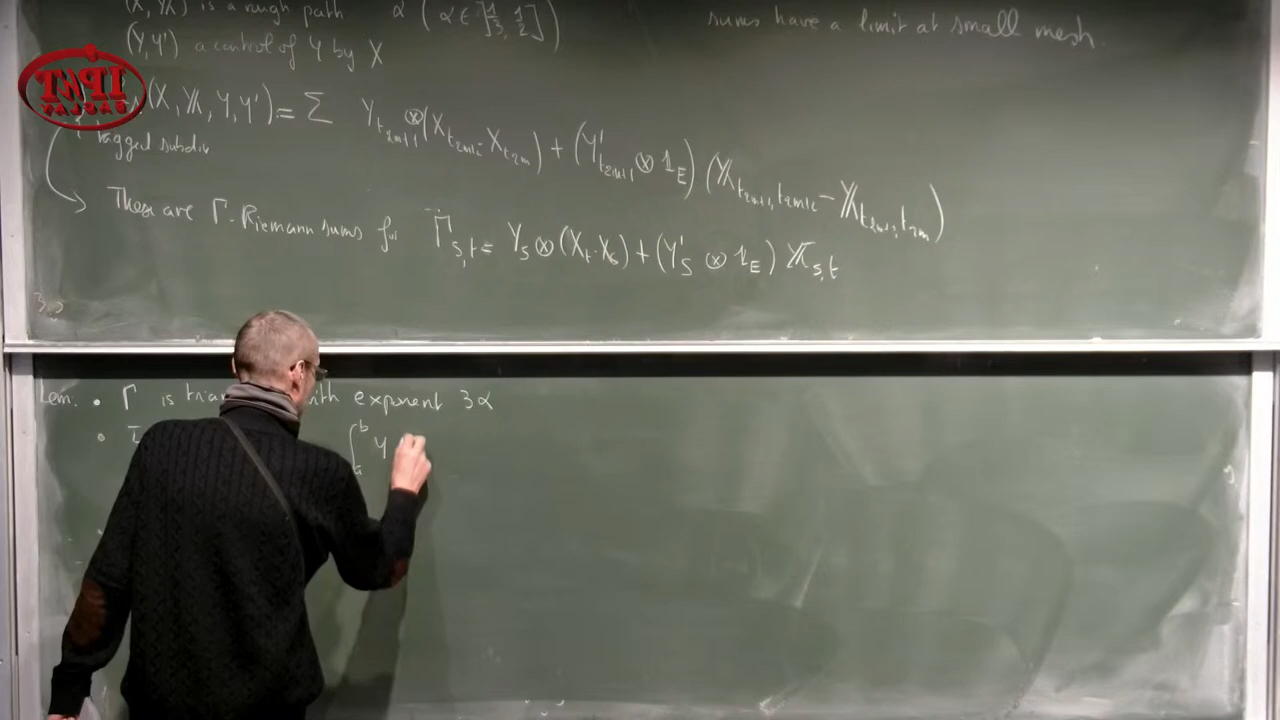 (X, 𝕏) is a rough path α (α ∈ ]1/3, 1/2])
sums have a limit at small mesh.
(Y, Y') a control of Y by X
(X, 𝕏, Y, Y') := Σ Y_{t_{2m+1}} ⊗ (X_{t_{2m+2}} - X_{t_{2m}}) + (Y'_{t_{2m+1}} ⊗ 1_E) (𝕏_{t_{2m+1}, t_{2m+2}} - 𝕏_{t_{2m+1}, t_{2m}})
tagged subdiv
These are Γ-Riemann sums for Γ_{s,t} = Y_s ⊗ (X_t - X_s) + (Y'_s ⊗ 1_E) 𝕏_{s,t}
Lem. • Γ is with exponent 3α
• ∫_a^b Y